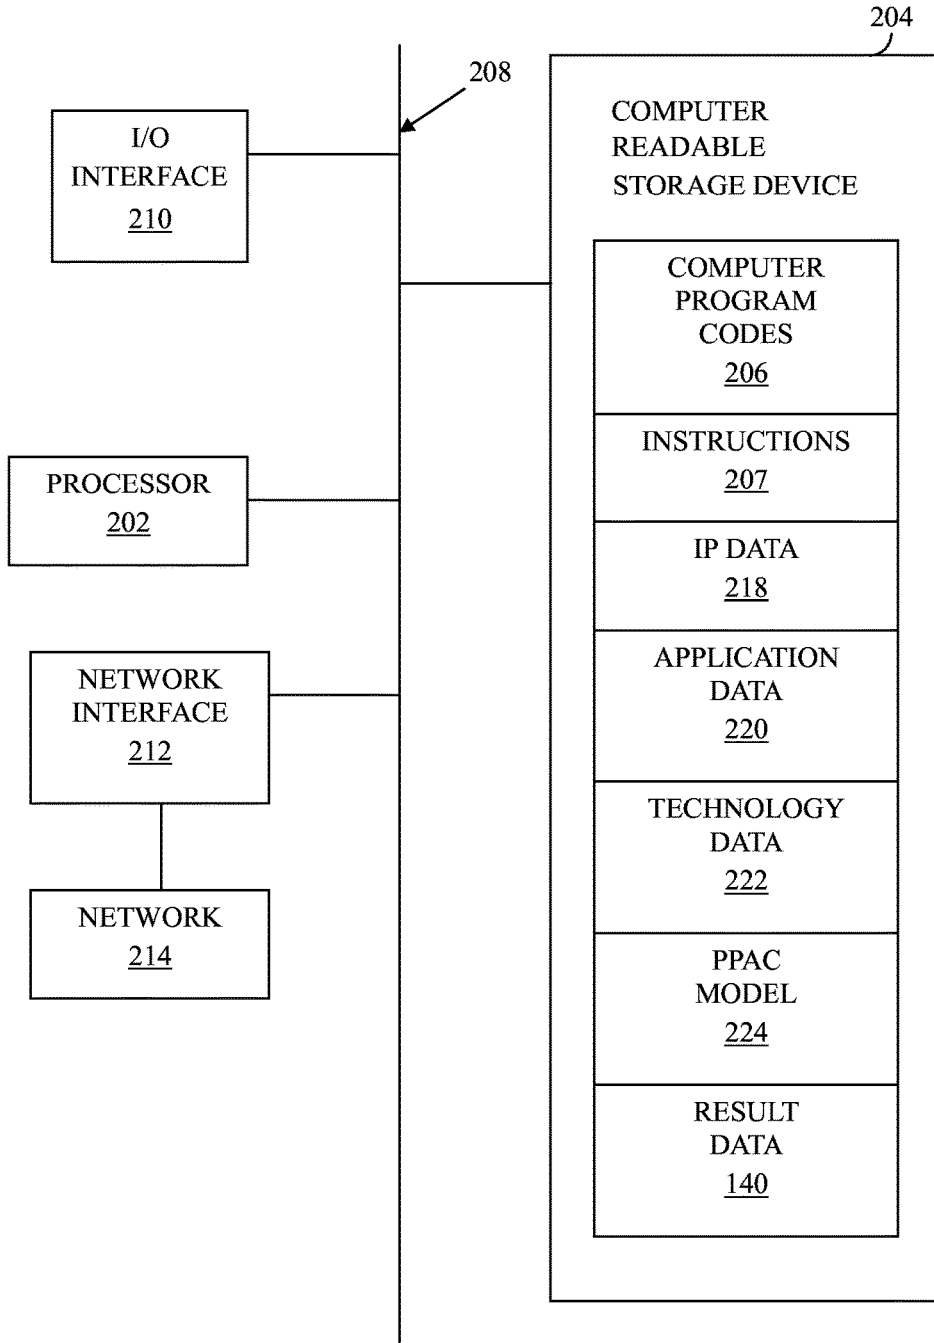 204
208
I/O
INTERFACE
210
COMPUTER
READABLE
STORAGE DEVICE
COMPUTER
PROGRAM
CODES
206
INSTRUCTIONS
207
PROCESSOR
202
IP DATA
218
NETWORK
INTERFACE
212
APPLICATION
DATA
220
TECHNOLOGY
DATA
222
NETWORK
214
PPAC
MODEL
224
RESULT
DATA
140